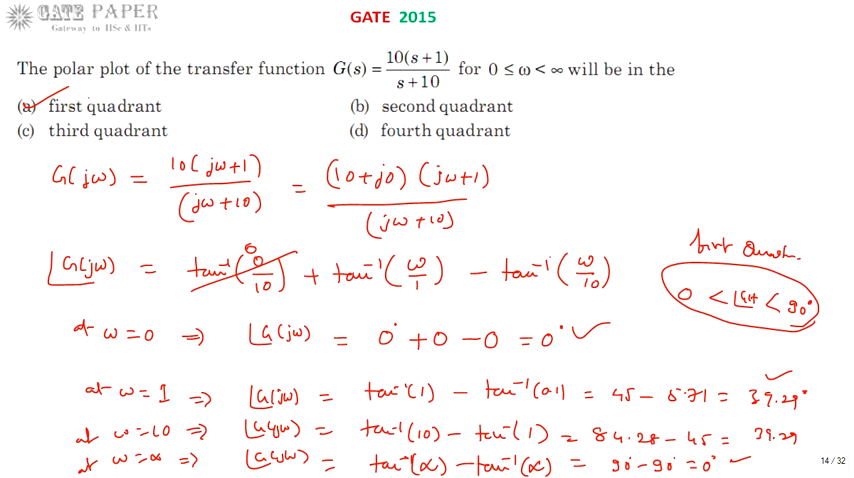 GATE PAPER
Gateway to IISc & IITs
GATE 2015
The polar plot of the transfer function G(s) = 10(s+1) / s+10 for 0 ≤ ω < ∞ will be in the
(a) first quadrant (b) second quadrant
(c) third quadrant (d) fourth quadrant
G(jω) = 10(jω+1) / (jω+10) = (10+j0) (jω+1) / (jω+10)
first Quad.
∠G(jω) = tan⁻¹(0/10) 0 + tan⁻¹(ω/1) − tan⁻¹(ω/10)
0 < ∠GH < 90°
at ω=0 ⇒ ∠G(jω) = 0° + 0 − 0 = 0° ✓
at ω=1 ⇒ ∠G(jω) = tan⁻¹(1) − tan⁻¹(0.1) = 45 − 5.71 = 39.29° ✓
at ω=10 ⇒ ∠G(jω) = tan⁻¹(10) − tan⁻¹(1) = 84.28 − 45 = 39.29
at ω=∞ ⇒ ∠G(jω) = tan⁻¹(∞) − tan⁻¹(∞) = 90° − 90° = 0° ✓
14 / 32